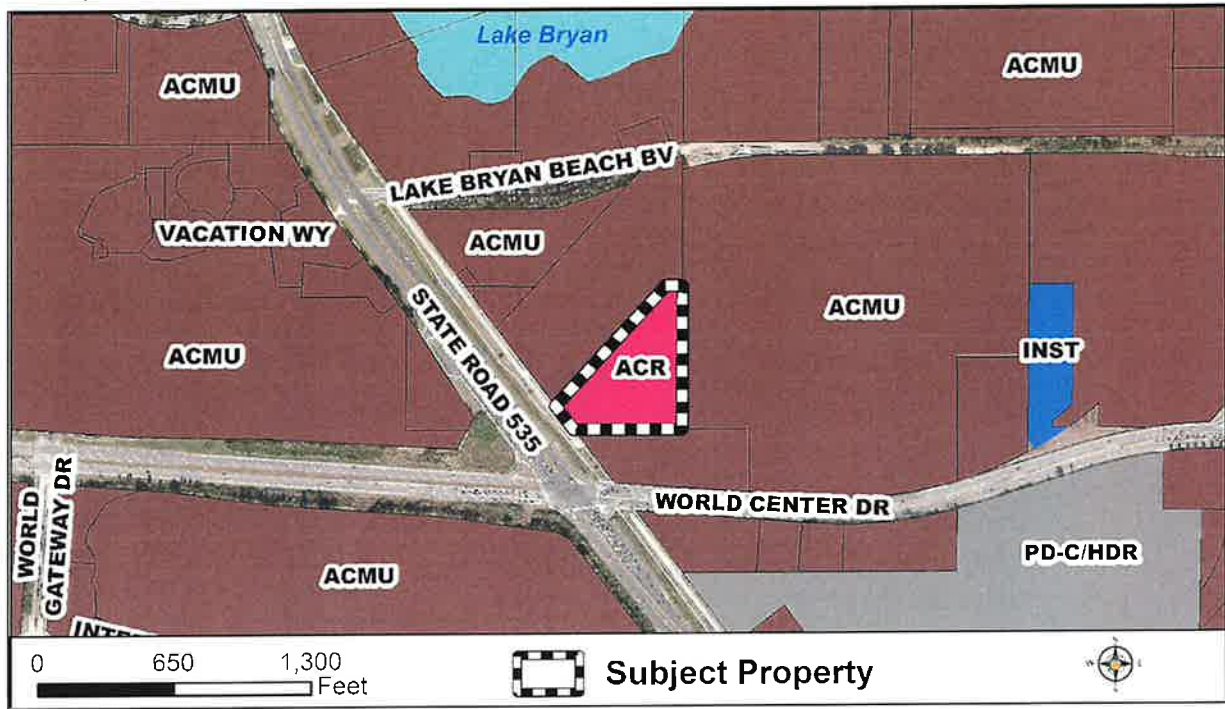 Lake Bryan
ACMU
ACMU
LAKE BRYAN BEACH BV
VACATION WY
ACMU
STATE ROAD 535
ACMU
ACMU
ACR
INST
WORLD
GATEWAY DR
WORLD CENTER DR
PD-C/HDR
ACMU
0 650 1,300
Feet
Subject Property
W E